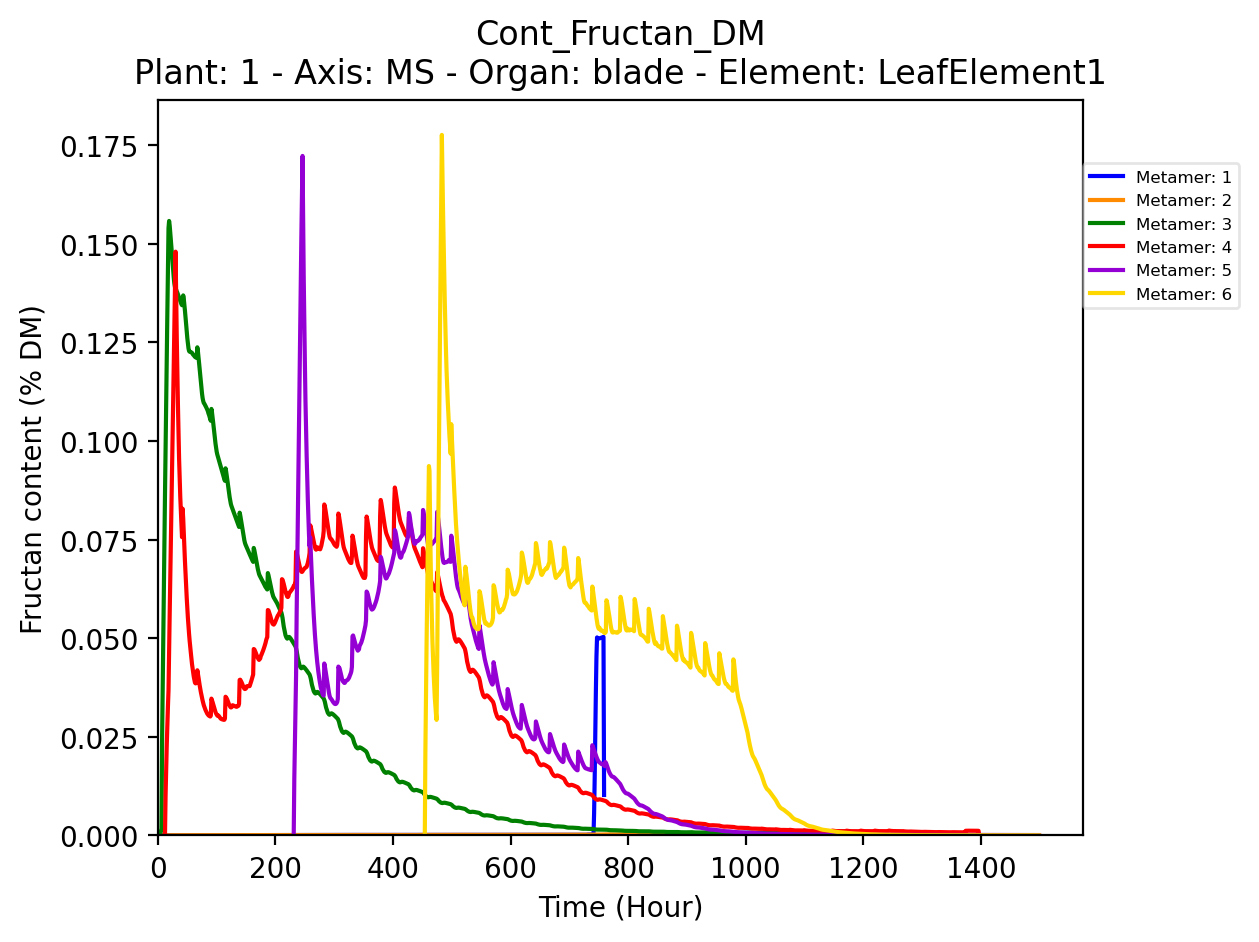 Cont_Fructan_DM
Plant: 1 - Axis: MS - Organ: blade - Element: LeafElement1
0.175
0.150
0.125
0.100
0.075
0.050
0.025
0.000
Fructan content (% DM)
0 200 400 600 800 1000 1200 1400
Time (Hour)
Metamer: 1
Metamer: 2
Metamer: 3
Metamer: 4
Metamer: 5
Metamer: 6